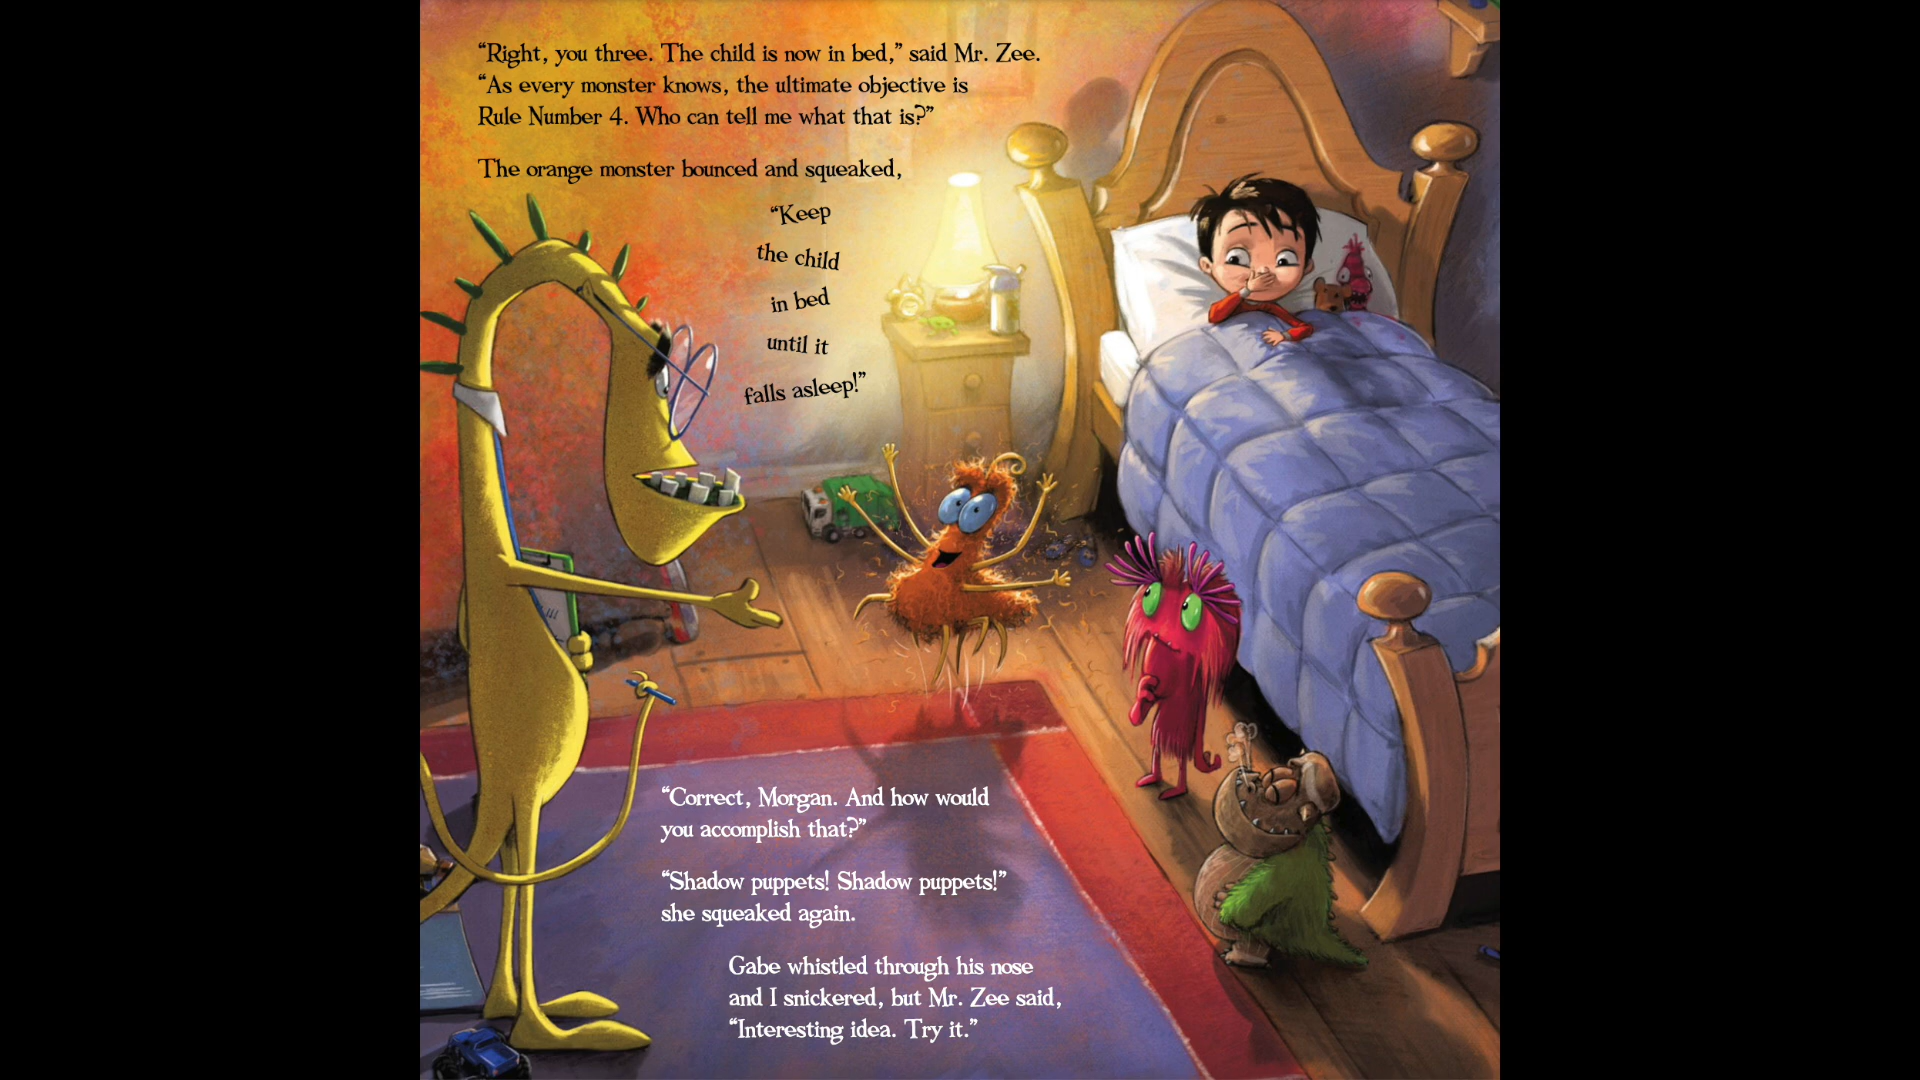 “Right, you three. The child is now in bed,” said Mr. Zee.
“As every monster knows, the ultimate objective is
Rule Number 4. Who can tell me what that is?”
The orange monster bounced and squeaked,
“Keep
the child
in bed
until it
falls asleep!”
“Correct, Morgan. And how would
you accomplish that?”
“Shadow puppets! Shadow puppets!”
she squeaked again.
Gabe whistled through his nose
and I snickered, but Mr. Zee said,
“Interesting idea. Try it.”